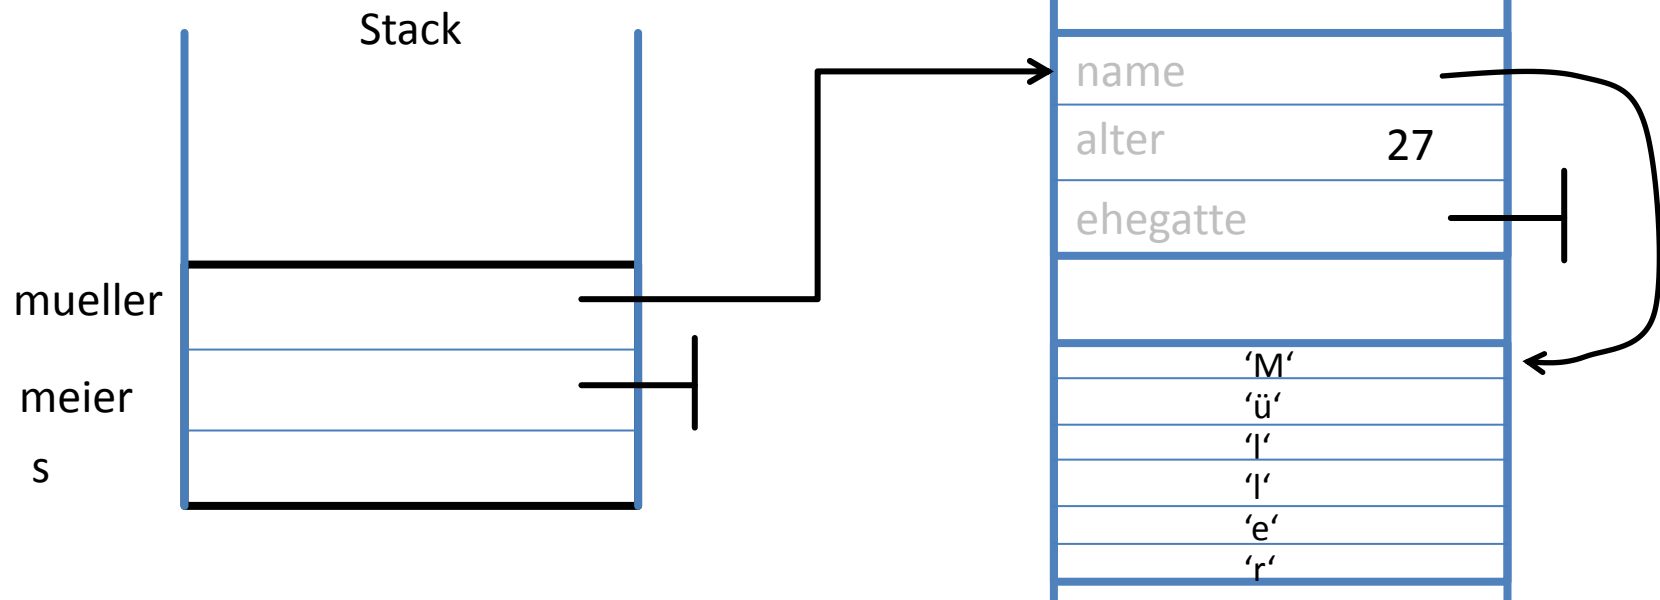 Stack
mueller
meier
s
name
alter 27
ehegatte
‘M‘
‘ü‘
‘l‘
‘l‘
‘e‘
‘r‘